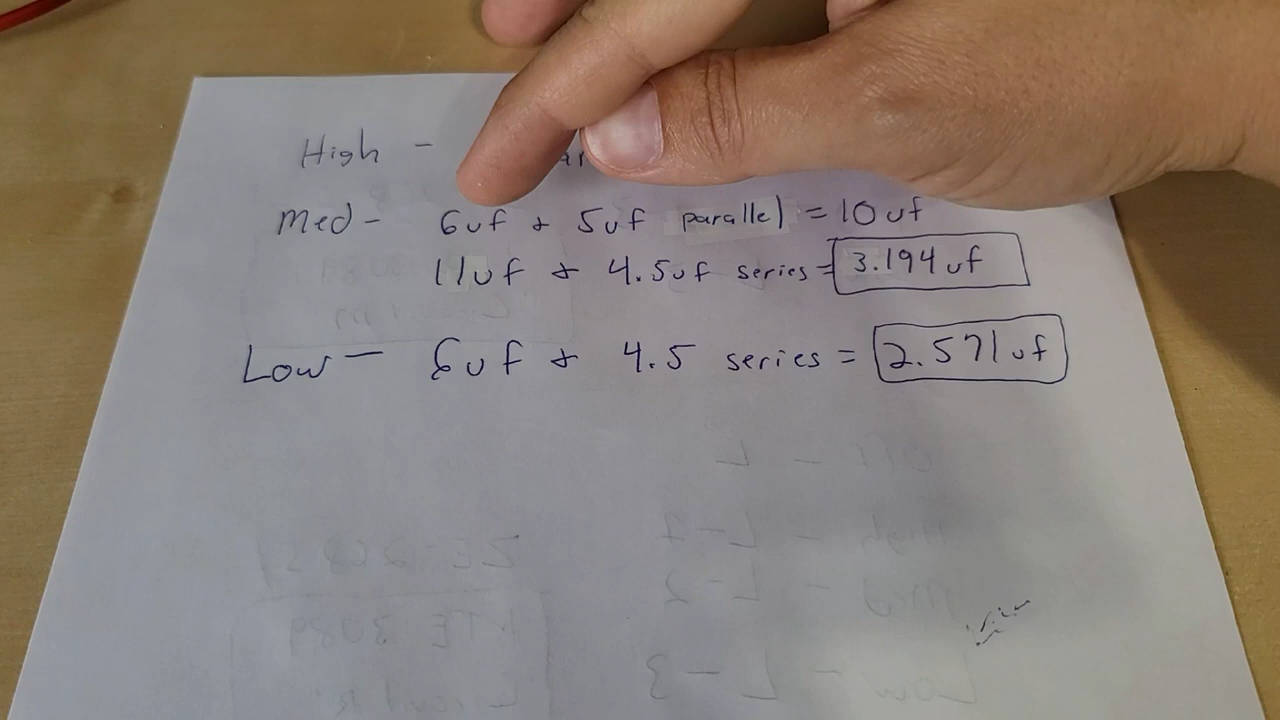 High -
Med - 6uf & 5uf parallel = 10uf
11uf & 4.5uf series = 3.194uf
Low - 6uf & 4.5 series = 2.571uf